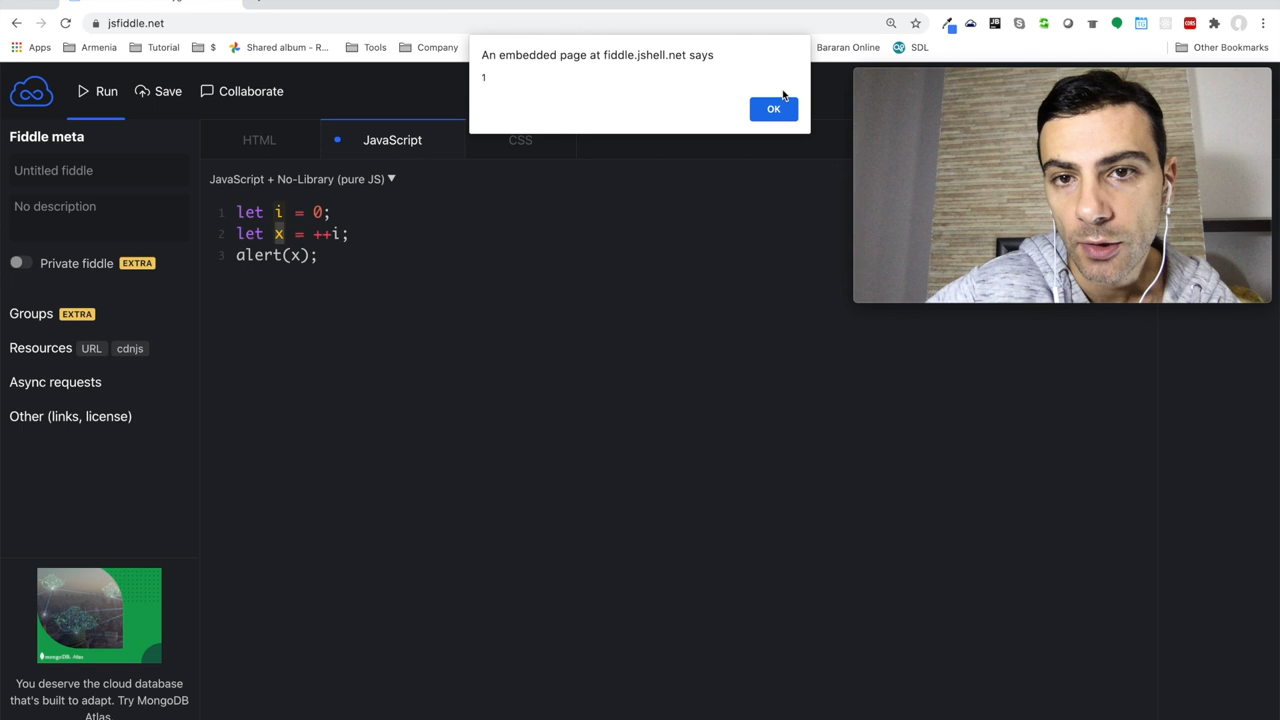 jsfiddle.net
Apps
Armenia
Tutorial
$
Shared album - R...
Tools
Company
Bararan Online
SDL
Other Bookmarks
An embedded page at fiddle.jshell.net says
1
OK
Run
Save
Collaborate
Fiddle meta
Untitled fiddle
No description
Private fiddle EXTRA
Groups EXTRA
Resources URL cdnjs
Async requests
Other (links, license)
HTML
JavaScript
CSS
JavaScript + No-Library (pure JS) ▼
1 let i = 0;
2 let x = ++i;
3 alert(x);
mongoDB. Atlas
You deserve the cloud database
that's built to adapt. Try MongoDB
Atlas.